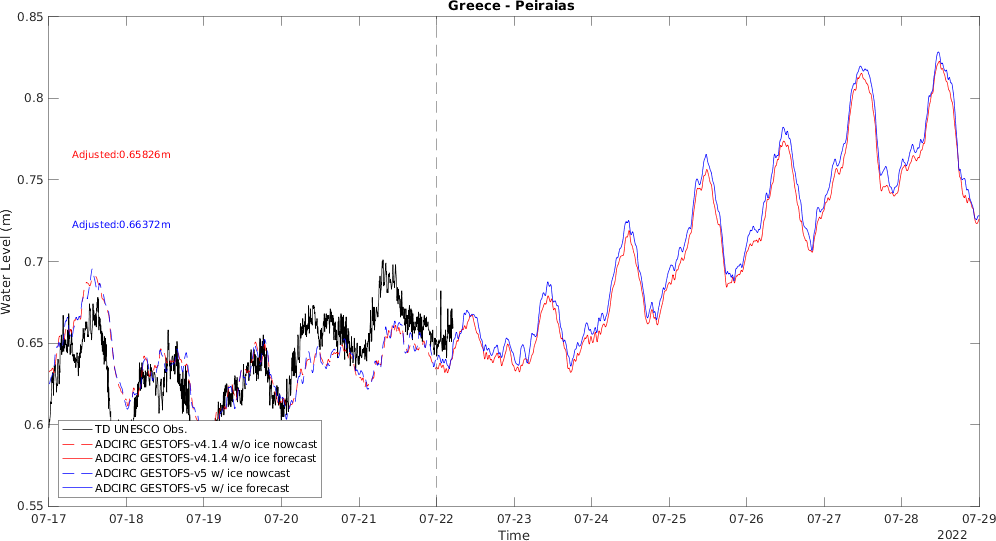 Greece - Peiraias
0.85
0.8
0.75
0.7
0.65
0.6
0.55
Water Level (m)
Adjusted:0.65826m
Adjusted:0.66372m
TD UNESCO Obs.
ADCIRC GESTOFS-v4.1.4 w/o ice nowcast
ADCIRC GESTOFS-v4.1.4 w/o ice forecast
ADCIRC GESTOFS-v5 w/ ice nowcast
ADCIRC GESTOFS-v5 w/ ice forecast
07-17 07-18 07-19 07-20 07-21 07-22 07-23 07-24 07-25 07-26 07-27 07-28 07-29
Time
2022